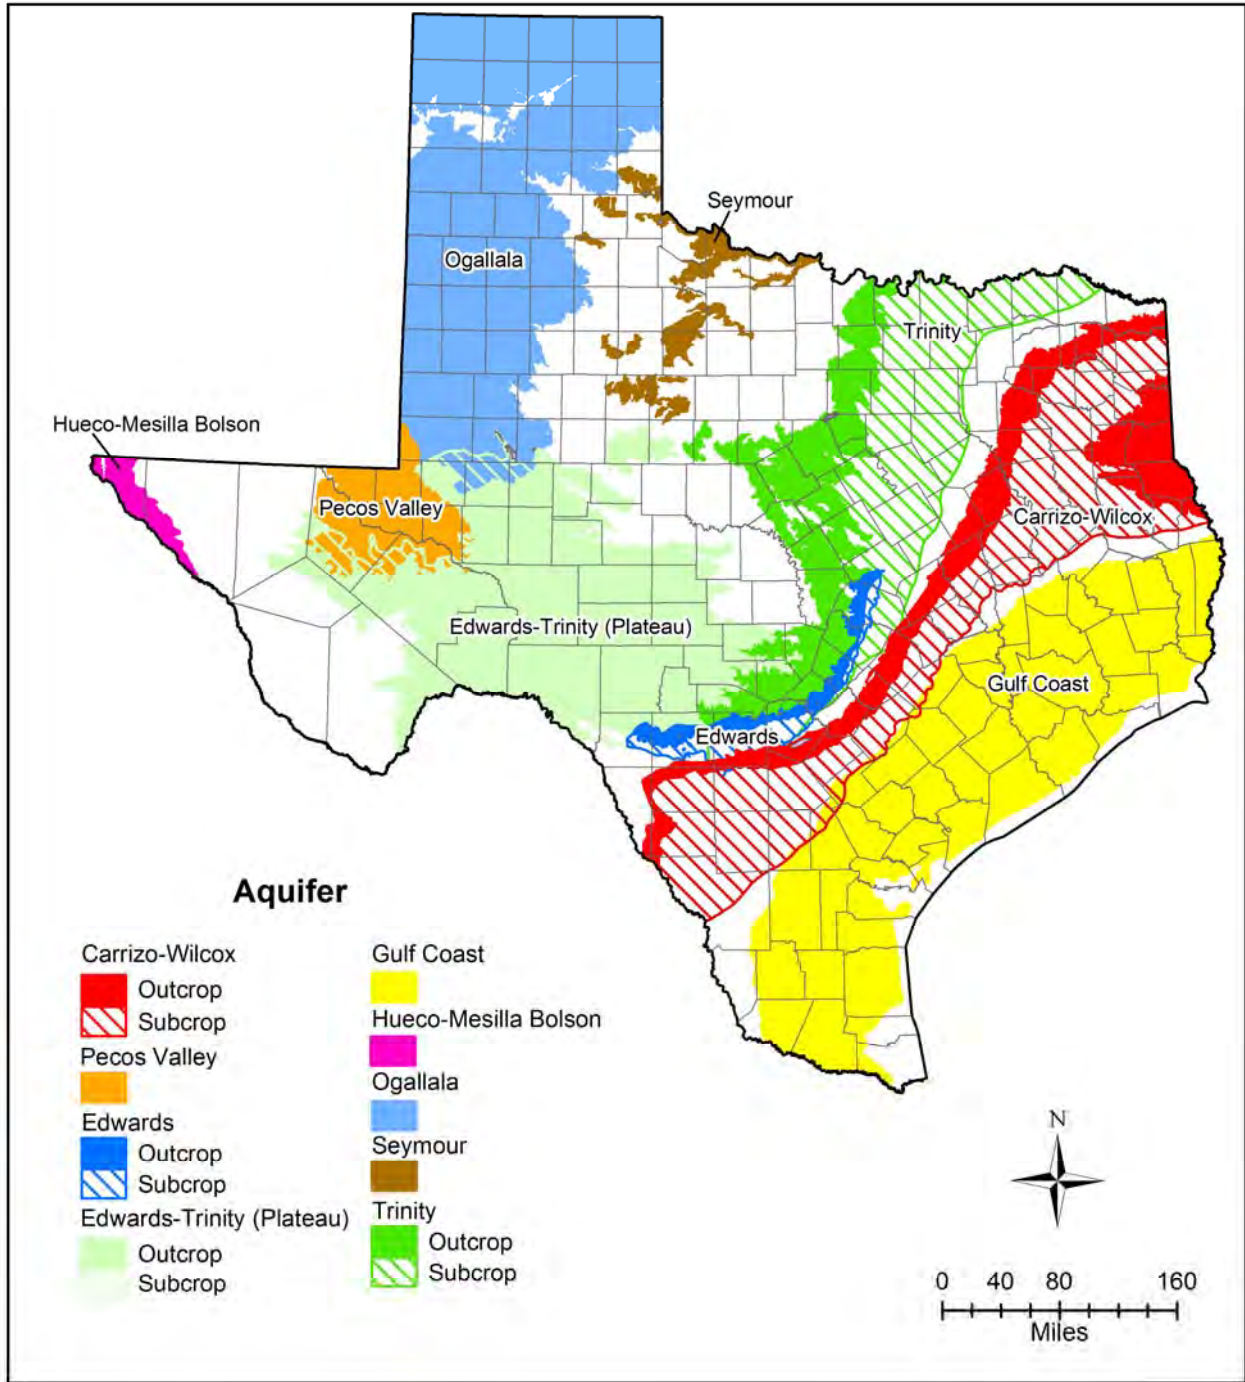 Seymour
Ogallala
Trinity
Hueco-Mesilla Bolson
Pecos Valley
Carrizo-Wilcox
Edwards-Trinity (Plateau)
Gulf Coast
Edwards
Aquifer
Carrizo-Wilcox
Outcrop
Subcrop
Pecos Valley
Edwards
Outcrop
Subcrop
Edwards-Trinity (Plateau)
Outcrop
Subcrop
Gulf Coast
Hueco-Mesilla Bolson
Ogallala
Seymour
Trinity
Outcrop
Subcrop
N
0 40 80 160
Miles